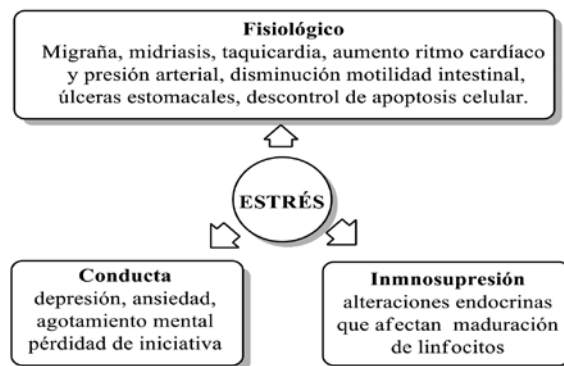 Fisiológico
Migraña, midriasis, taquicardia, aumento ritmo cardíaco
y presión arterial, disminución motilidad intestinal,
úlceras estomacales, descontrol de apoptosis celular.
ESTRÉS
Conducta
depresión, ansiedad,
agotamiento mental
pérdidad de iniciativa
Inmnosupresión
alteraciones endocrinas
que afectan maduración
de linfocitos